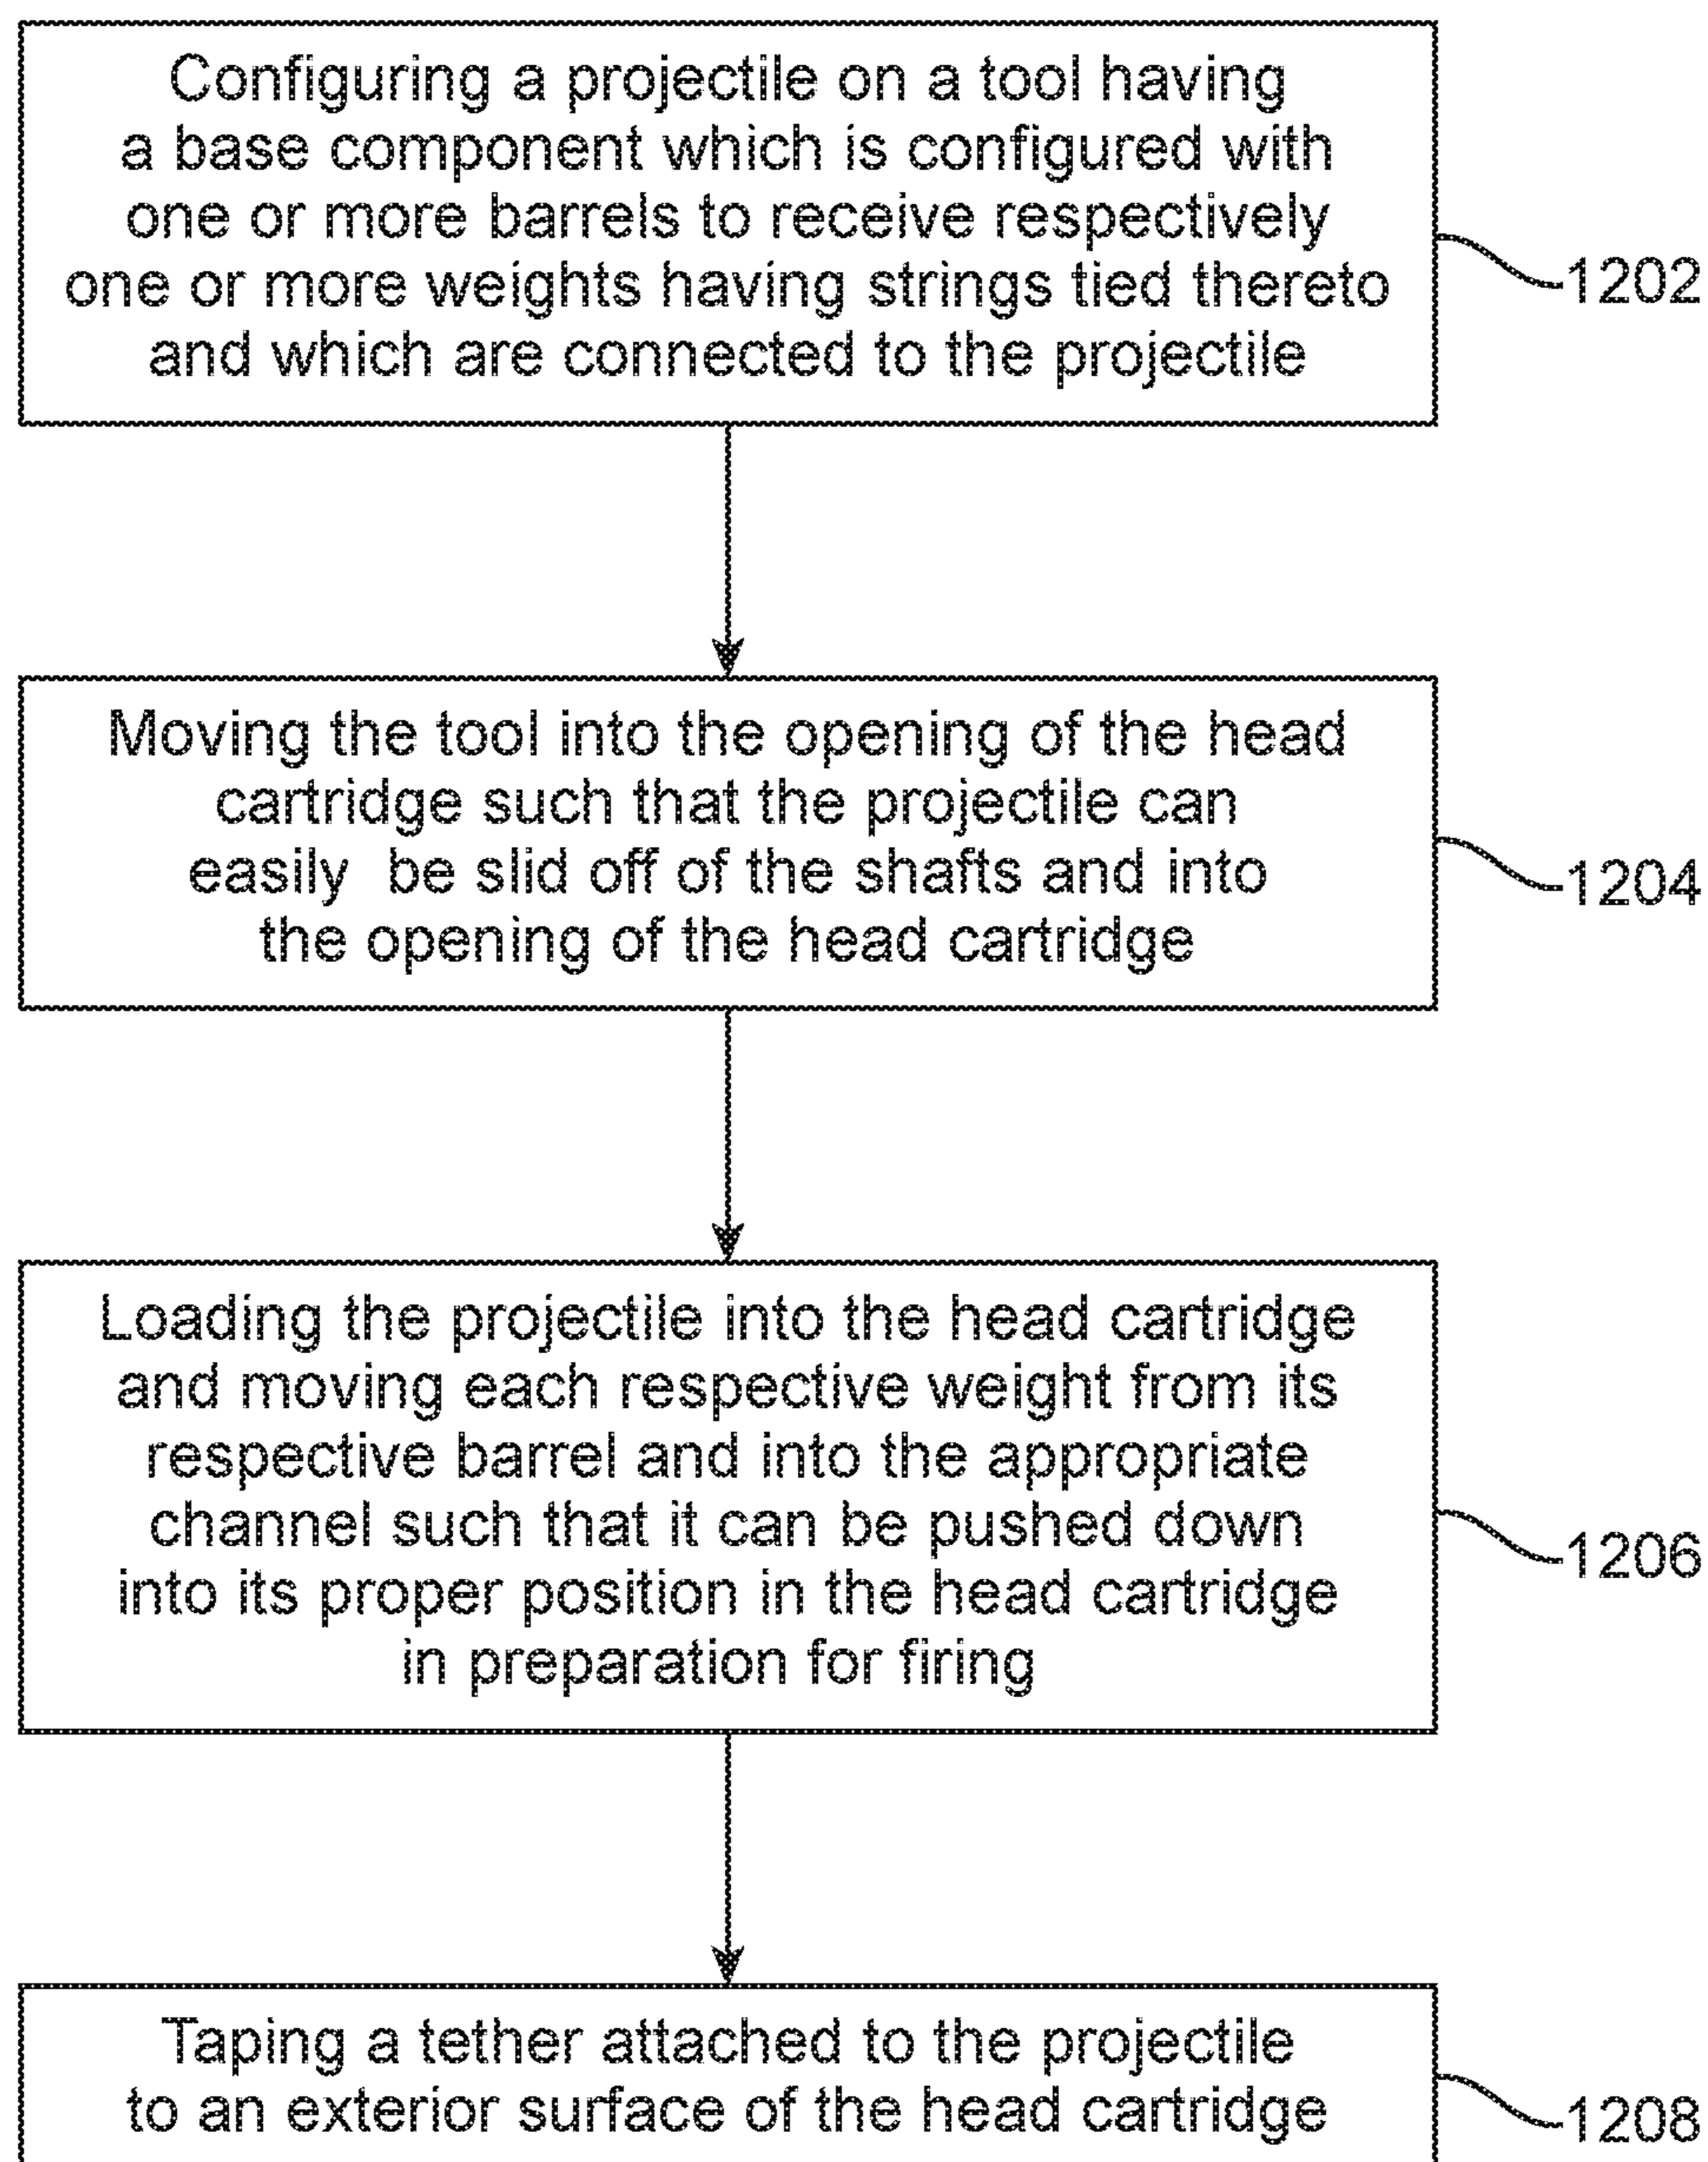 Configuring a projectile on a tool having
a base component which is configured with
one or more barrels to receive respectively
one or more weights having strings tied thereto
and which are connected to the projectile
1202
Moving the tool into the opening of the head
cartridge such that the projectile can
easily be slid off of the shafts and into
the opening of the head cartridge
1204
Loading the projectile into the head cartridge
and moving each respective weight from its
respective barrel and into the appropriate
channel such that it can be pushed down
into its proper position in the head cartridge
in preparation for firing
1206
Taping a tether attached to the projectile
to an exterior surface of the head cartridge
1208